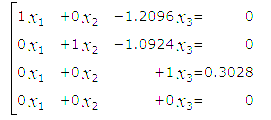 1x₁ +0x₂ -1.2096x₃= 0
0x₁ +1x₂ -1.0924x₃= 0
0x₁ +0x₂ +1x₃=0.3028
0x₁ +0x₂ +0x₃= 0